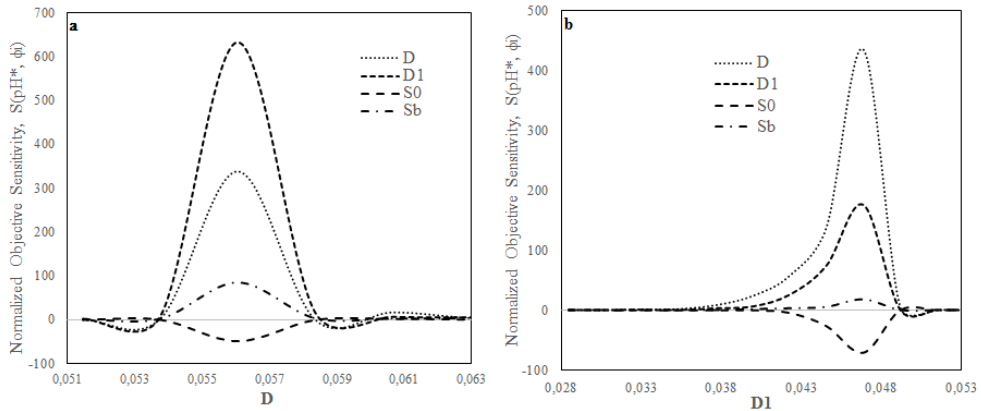 a
Normalized Objective Sensitivity, S(pH*, ϕi)
700
600
500
400
300
200
100
0
-100
D
D1
S0
Sb
0,051 0,053 0,055 0,057 0,059 0,061 0,063
D
b
Normalized Objective Sensitivity, S(pH*, ϕi)
500
400
300
200
100
0
-100
D
D1
S0
Sb
0,028 0,033 0,038 0,043 0,048 0,053
D1